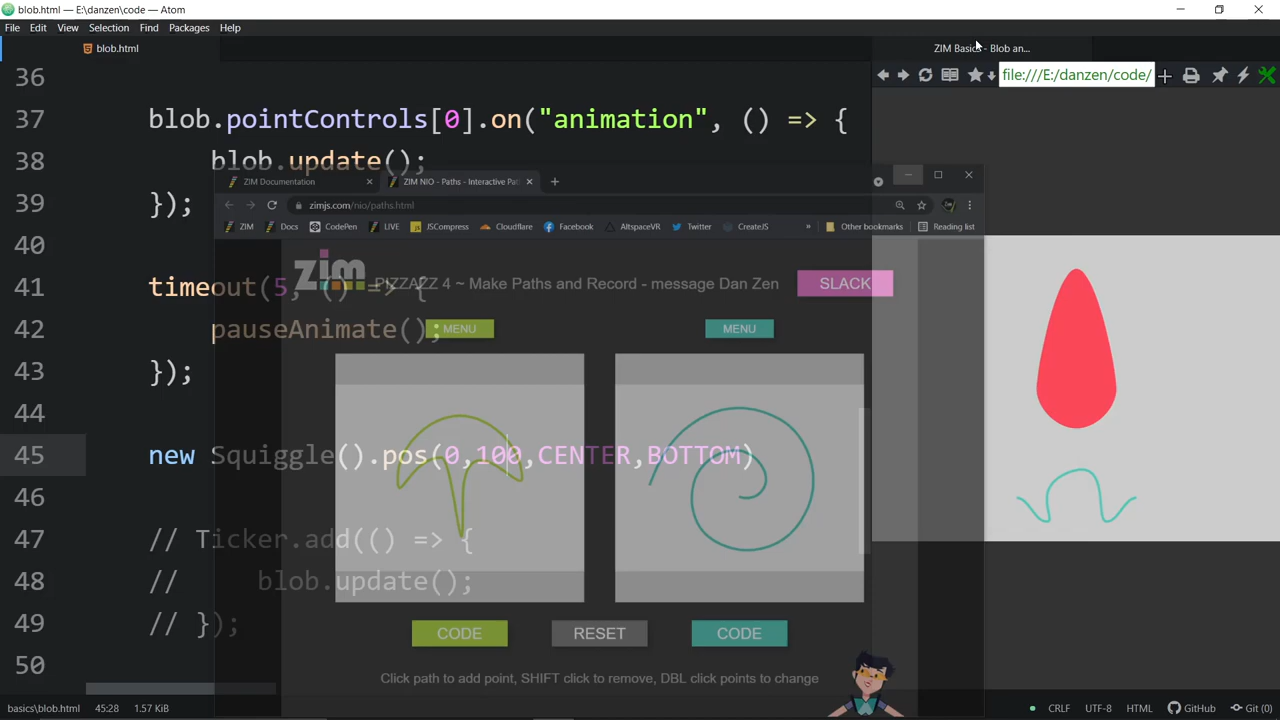 blob.html — E:\danzen\code — Atom
File Edit View Selection Find Packages Help
blob.html
ZIM Basics - Blob an...
file:///E:/danzen/code/
36
37 blob.pointControls[0].on("animation", () => {
38 blob.update();
39 });
40
41 timeout(5, () => {
42 pauseAnimate();
43 });
44
45 new Squiggle().pos(0,100,CENTER,BOTTOM)
46
47 // Ticker.add(() => {
48 // blob.update();
49 // });
50
ZIM Documentation
ZIM NIO - Paths - Interactive Pat
zimjs.com/nio/paths.html
ZIM Docs CodePen LIVE JSCompress Cloudflare Facebook AltspaceVR Twitter CreateJS » Other bookmarks Reading list
zim PIZZAZZ 4 ~ Make Paths and Record - message Dan Zen SLACK
MENU MENU
CODE RESET CODE
Click path to add point, SHIFT click to remove, DBL click points to change
basics\blob.html 45:28 1.57 KiB CRLF UTF-8 HTML GitHub Git (0)